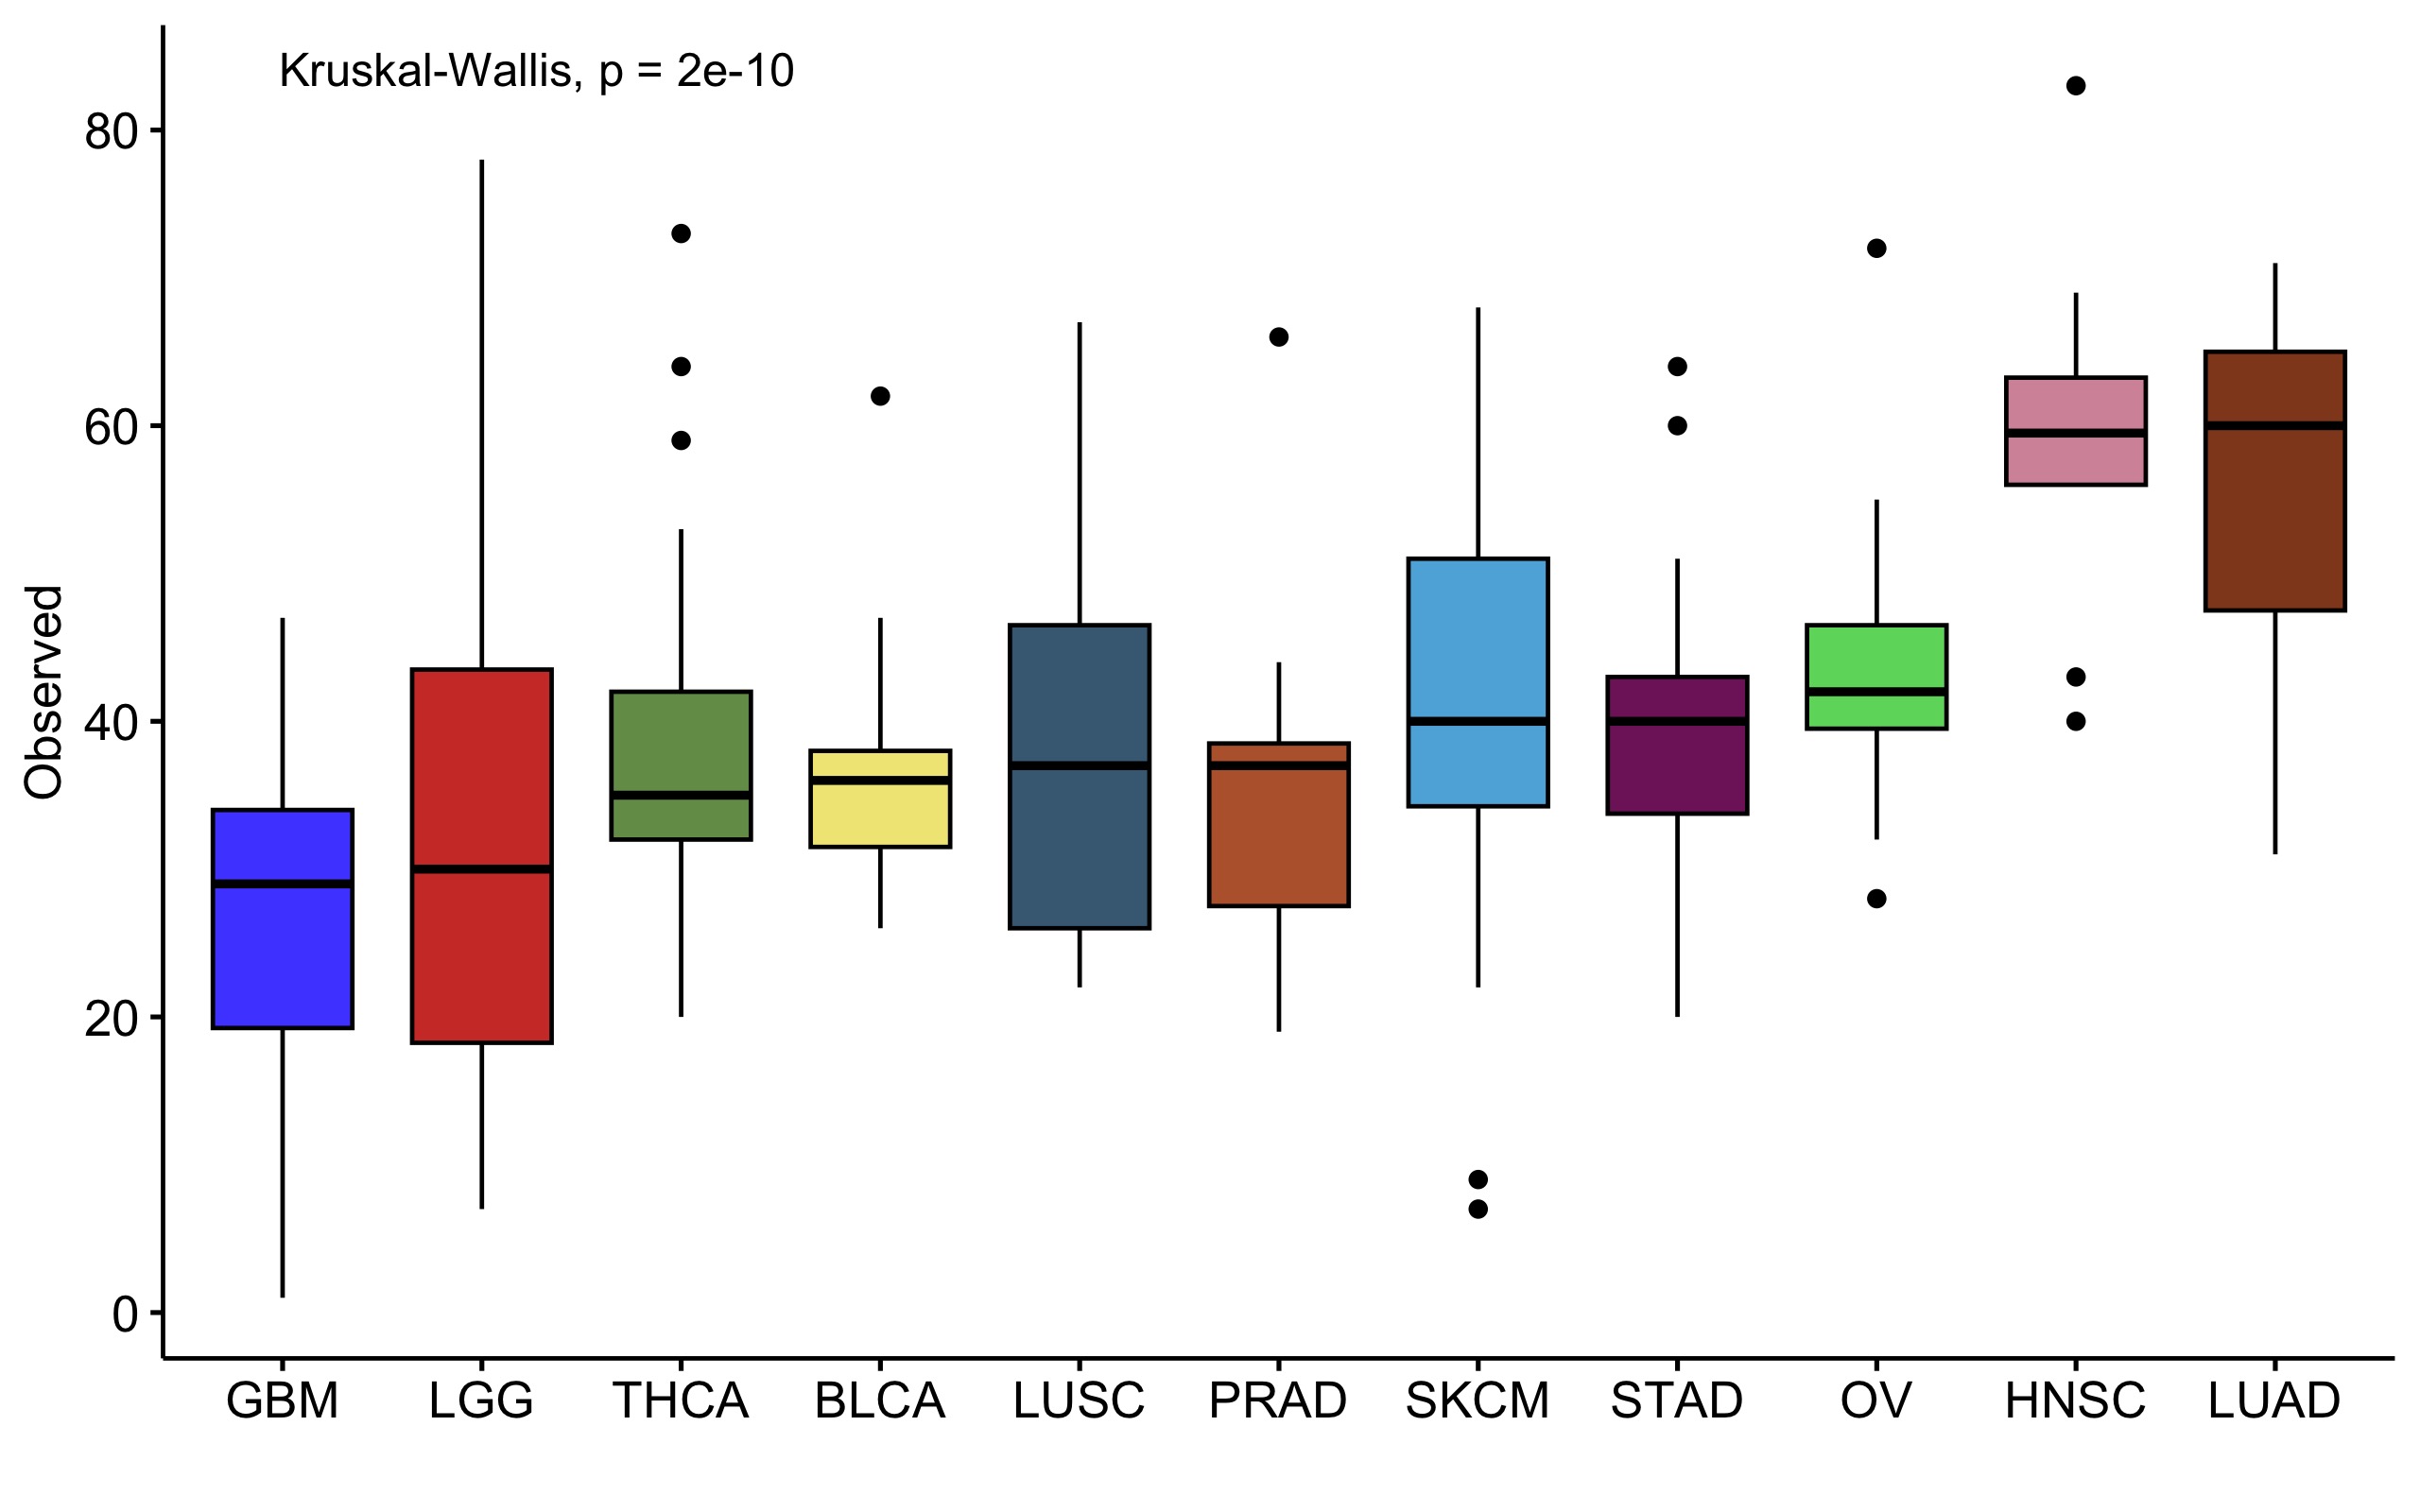 Kruskal-Wallis, p = 2e-10
80
60
40
20
0
Observed
GBM LGG THCA BLCA LUSC PRAD SKCM STAD OV HNSC LUAD